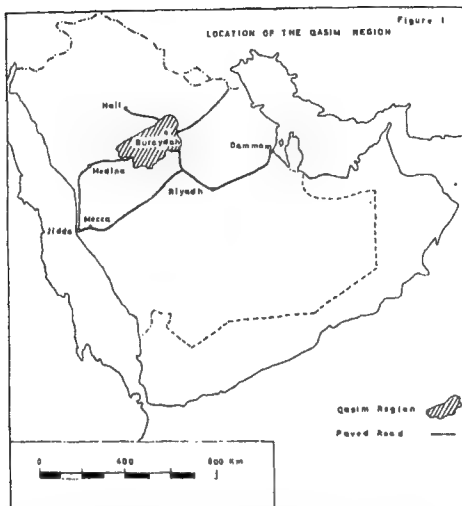 Figure 1
LOCATION OF THE QASIM REGION
Hail
Buraydah
Dammam
Medina
Riyadh
Mecca
Jidda
Qasim Region
Paved Road
0 400 800 Km